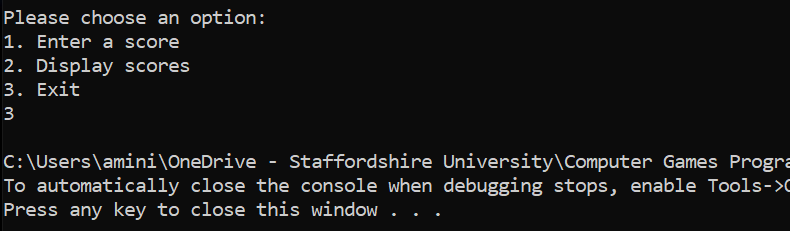 Please choose an option:
1. Enter a score
2. Display scores
3. Exit
3
C:\Users\amini\OneDrive - Staffordshire University\Computer Games Progra
To automatically close the console when debugging stops, enable Tools->
Press any key to close this window . . .